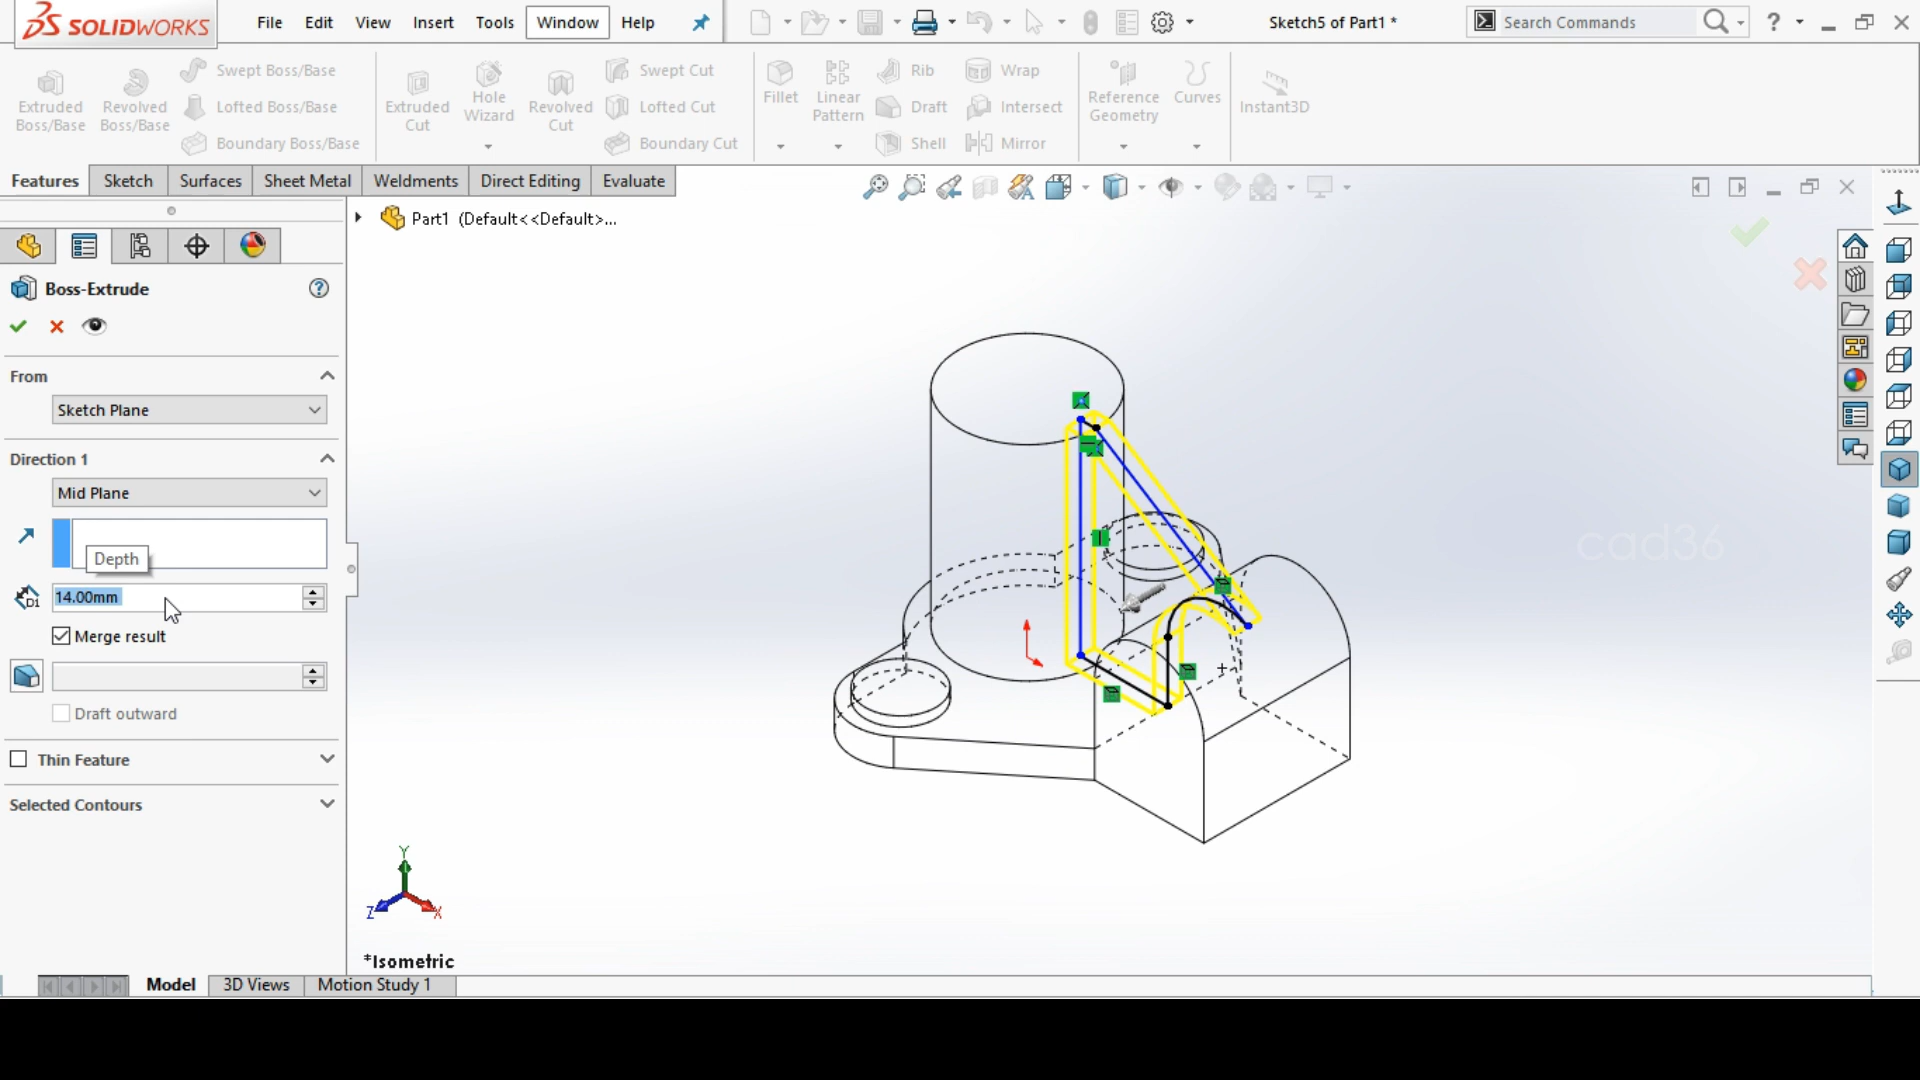 SOLIDWORKS File Edit View Insert Tools Window Help Sketch5 of Part1 * Search Commands ?
Extruded Boss/Base
Revolved Boss/Base
Swept Boss/Base
Lofted Boss/Base
Boundary Boss/Base
Extruded Cut
Hole Wizard
Revolved Cut
Swept Cut
Lofted Cut
Boundary Cut
Fillet
Linear Pattern
Rib
Draft
Shell
Wrap
Intersect
Mirror
Reference Geometry
Curves
Instant3D
Features Sketch Surfaces Sheet Metal Weldments Direct Editing Evaluate
Part1 (Default<<Default>...
Boss-Extrude ?
From
Sketch Plane
Direction 1
Mid Plane
Depth
D1 14.00mm
Merge result
Draft outward
Thin Feature
Selected Contours
cad36
Y
Z
X
*Isometric
Model 3D Views Motion Study 1